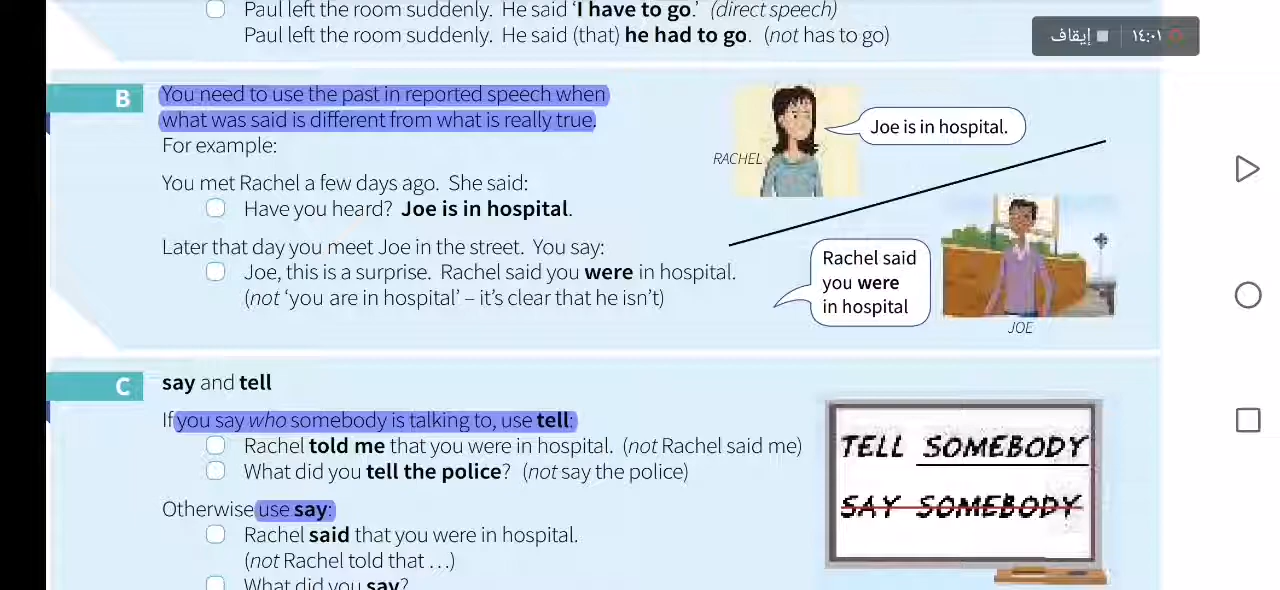 Paul left the room suddenly. He said ‘I have to go.’ (direct speech)
Paul left the room suddenly. He said (that) he had to go. (not has to go)
إيقاف
١٤:٠١
B
You need to use the past in reported speech when
what was said is different from what is really true.
For example:
You met Rachel a few days ago. She said:
Have you heard? Joe is in hospital.
Later that day you meet Joe in the street. You say:
Joe, this is a surprise. Rachel said you were in hospital.
(not ‘you are in hospital’ – it’s clear that he isn’t)
RACHEL
Joe is in hospital.
Rachel said
you were
in hospital
JOE
C
say and tell
If you say who somebody is talking to, use tell:
Rachel told me that you were in hospital. (not Rachel said me)
What did you tell the police? (not say the police)
Otherwise use say:
Rachel said that you were in hospital.
(not Rachel told that …)
What did you say?
TELL SOMEBODY
SAY SOMEBODY